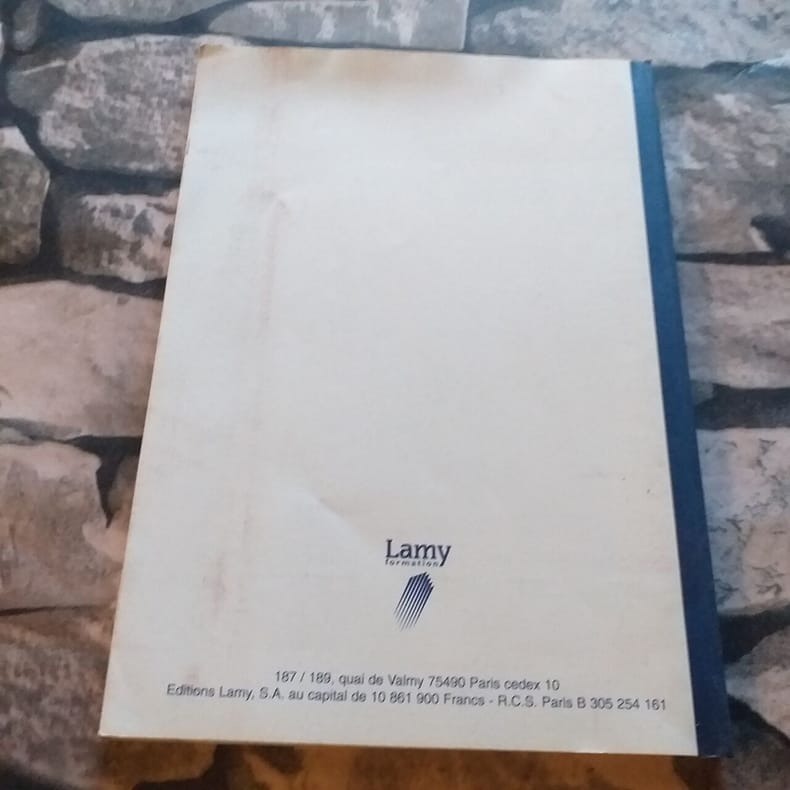 Lamy
formation
187 / 189, quai de Valmy 75490 Paris cedex 10
Editions Lamy, S.A. au capital de 10 861 900 Francs - R.C.S. Paris B 305 254 161